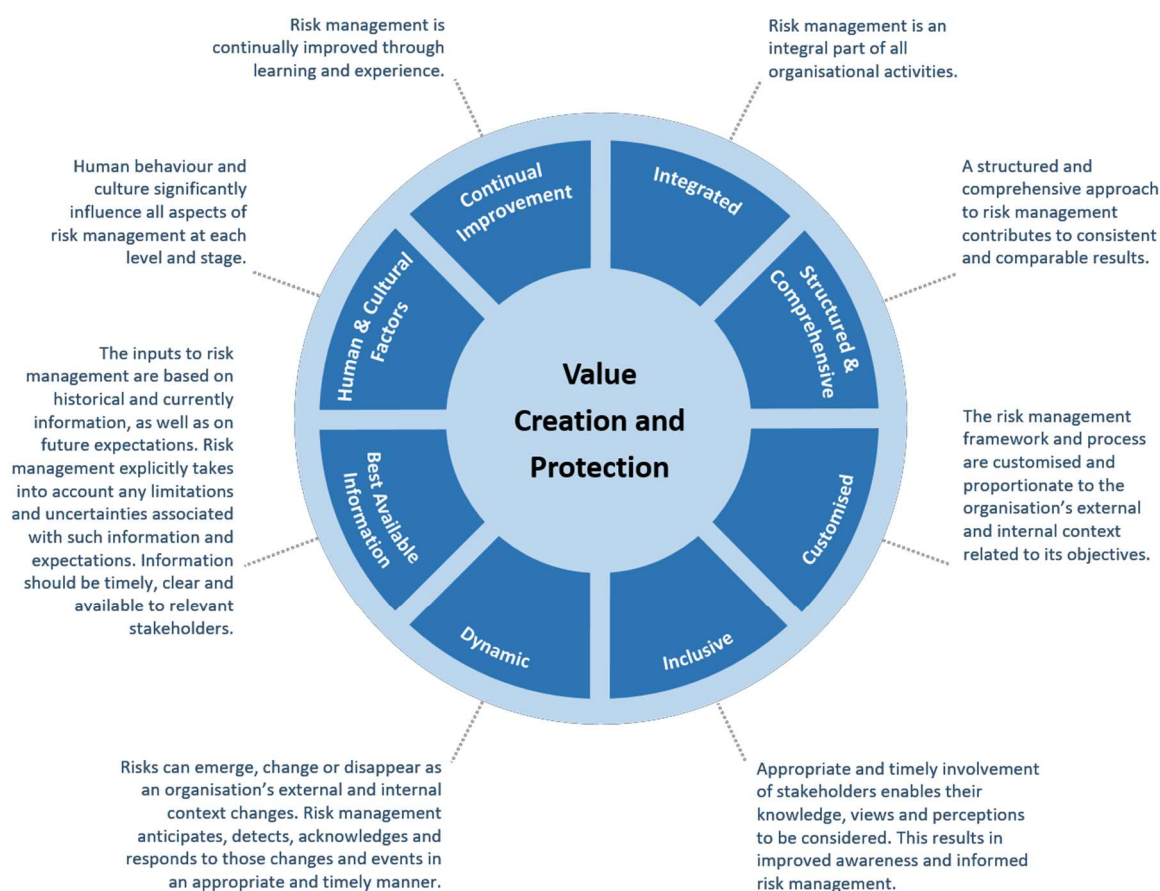 Risk management is
continually improved through
learning and experience.
Risk management is an
integral part of all
organisational activities.
Human behaviour and
culture significantly
influence all aspects of
risk management at each
level and stage.
A structured and
comprehensive approach
to risk management
contributes to consistent
and comparable results.
Continual
Improvement
Integrated
Human & Cultural
Factors
Structured &
Comprehensive
Value
Creation and
Protection
The inputs to risk
management are based on
historical and currently
information, as well as on
future expectations. Risk
management explicitly takes
into account any limitations
and uncertainties associated
with such information and
expectations. Information
should be timely, clear and
available to relevant
stakeholders.
The risk management
framework and process
are customised and
proportionate to the
organisation’s external
and internal context
related to its objectives.
Best Available
Information
Customised
Dynamic
Inclusive
Risks can emerge, change or disappear as
an organisation’s external and internal
context changes. Risk management
anticipates, detects, acknowledges and
responds to those changes and events in
an appropriate and timely manner.
Appropriate and timely involvement
of stakeholders enables their
knowledge, views and perceptions
to be considered. This results in
improved awareness and informed
risk management.